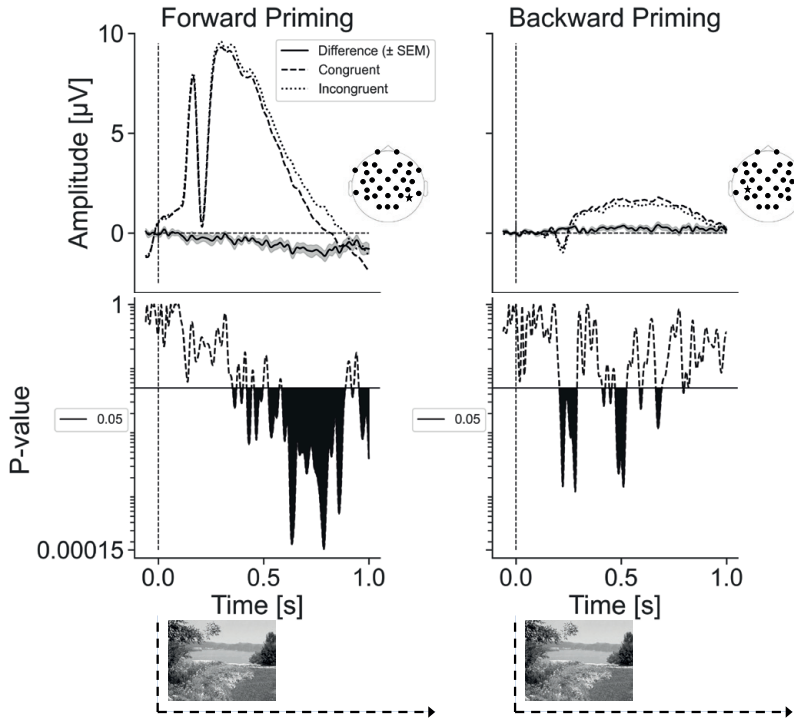 Forward Priming
Backward Priming
10
5
0
Amplitude [µV]
Difference (± SEM)
Congruent
Incongruent
1
0.00015
P-value
0.05
0.05
0.0
0.5
1.0
Time [s]
0.0
0.5
1.0
Time [s]